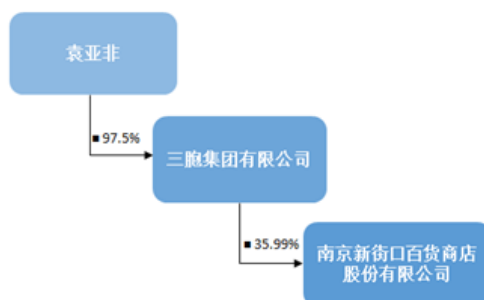 袁亚非
■ 97.5%
三胞集团有限公司
■ 35.99%
南京新街口百货商店
股份有限公司